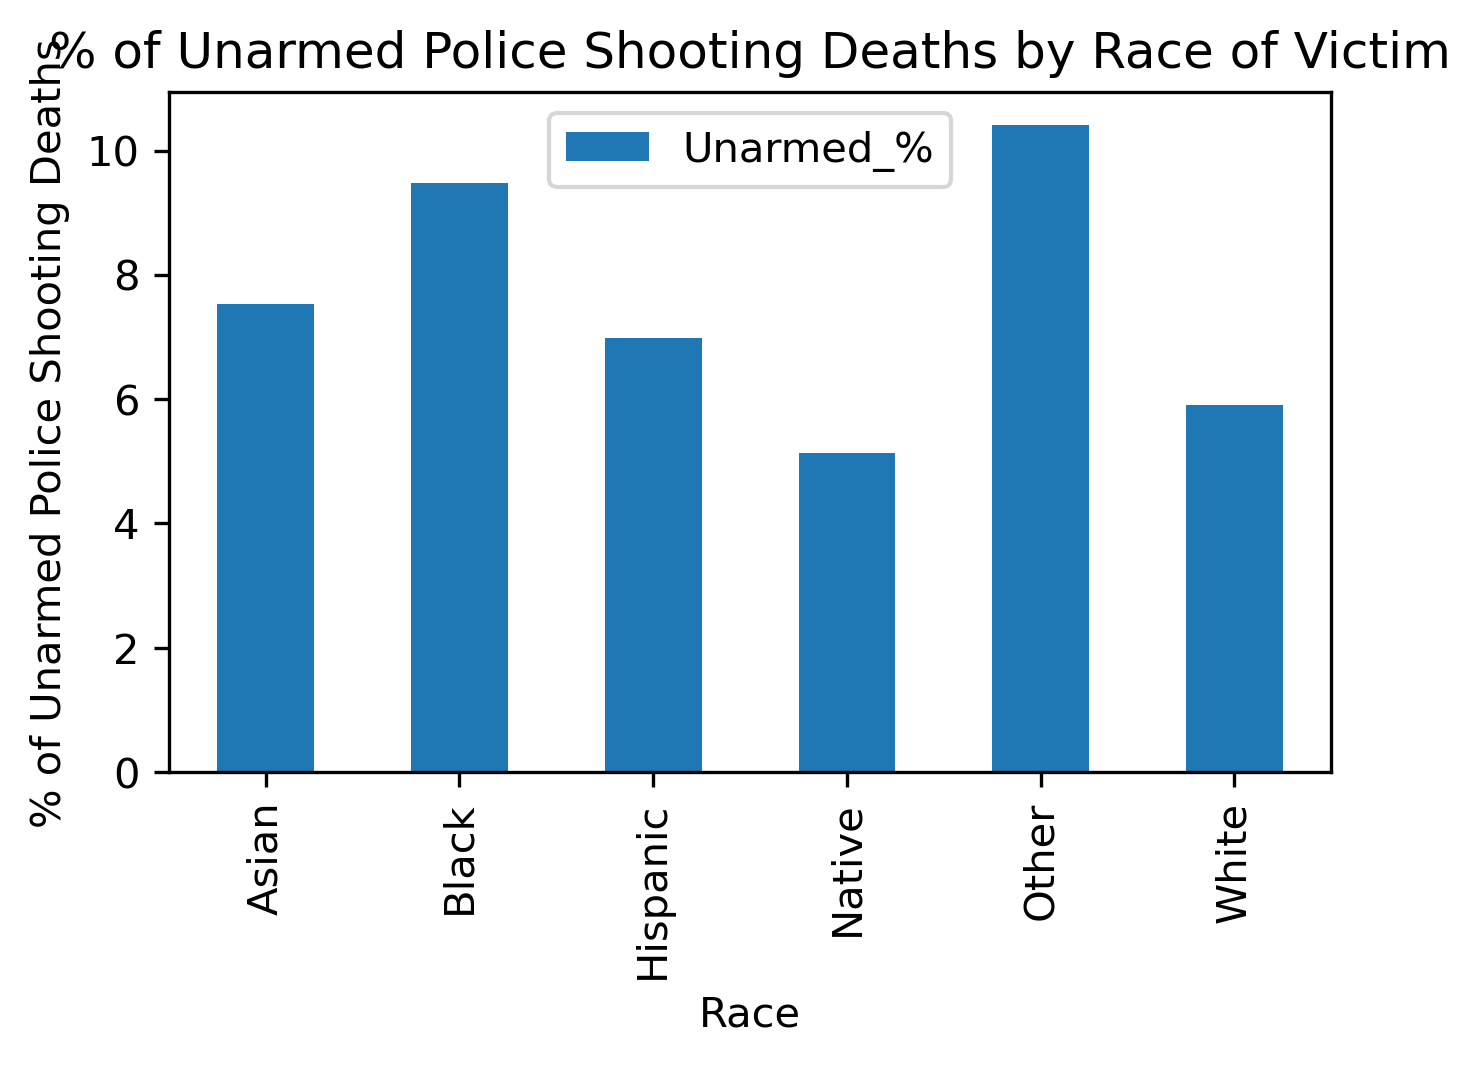 % of Unarmed Police Shooting Deaths by Race of Victim
% of Unarmed Police Shooting Deaths
Unarmed_%
10
8
6
4
2
0
Asian
Black
Hispanic
Native
Other
White
Race